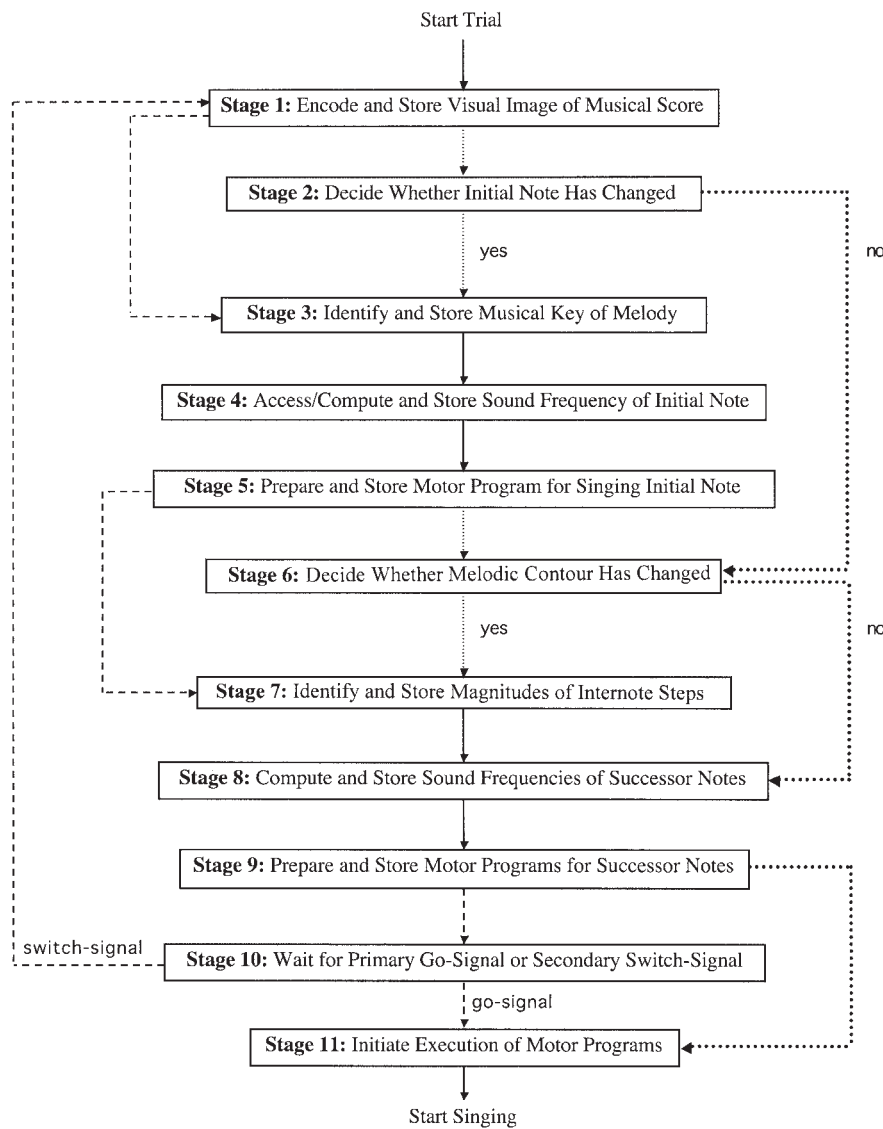 Start Trial
Stage 1: Encode and Store Visual Image of Musical Score
Stage 2: Decide Whether Initial Note Has Changed
no
yes
Stage 3: Identify and Store Musical Key of Melody
Stage 4: Access/Compute and Store Sound Frequency of Initial Note
Stage 5: Prepare and Store Motor Program for Singing Initial Note
Stage 6: Decide Whether Melodic Contour Has Changed
yes
no
Stage 7: Identify and Store Magnitudes of Internote Steps
Stage 8: Compute and Store Sound Frequencies of Successor Notes
Stage 9: Prepare and Store Motor Programs for Successor Notes
switch-signal
Stage 10: Wait for Primary Go-Signal or Secondary Switch-Signal
go-signal
Stage 11: Initiate Execution of Motor Programs
Start Singing